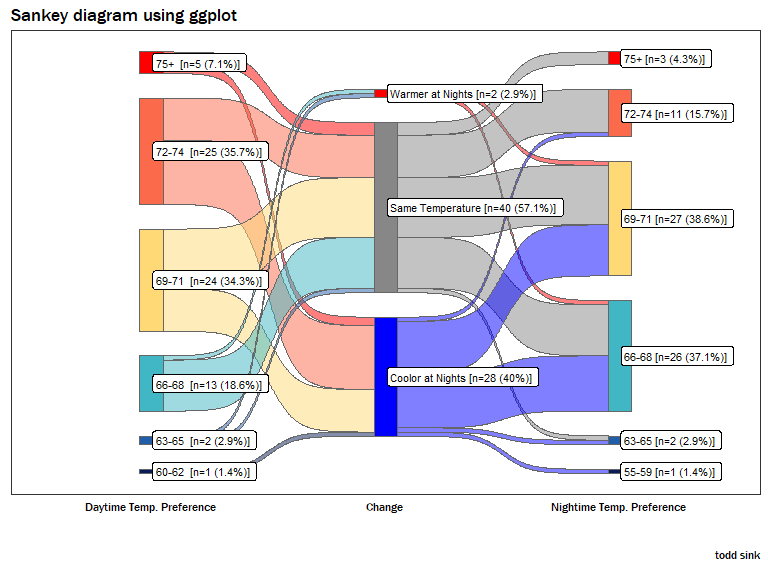 Sankey diagram using ggplot
75+ [n=5 (7.1%)]
72-74 [n=25 (35.7%)]
69-71 [n=24 (34.3%)]
66-68 [n=13 (18.6%)]
63-65 [n=2 (2.9%)]
60-62 [n=1 (1.4%)]
Warmer at Nights [n=2 (2.9%)]
Same Temperature [n=40 (57.1%)]
Coolor at Nights [n=28 (40%)]
75+ [n=3 (4.3%)]
72-74 [n=11 (15.7%)]
69-71 [n=27 (38.6%)]
66-68 [n=26 (37.1%)]
63-65 [n=2 (2.9%)]
55-59 [n=1 (1.4%)]
Daytime Temp. Preference
Change
Nightime Temp. Preference
todd sink